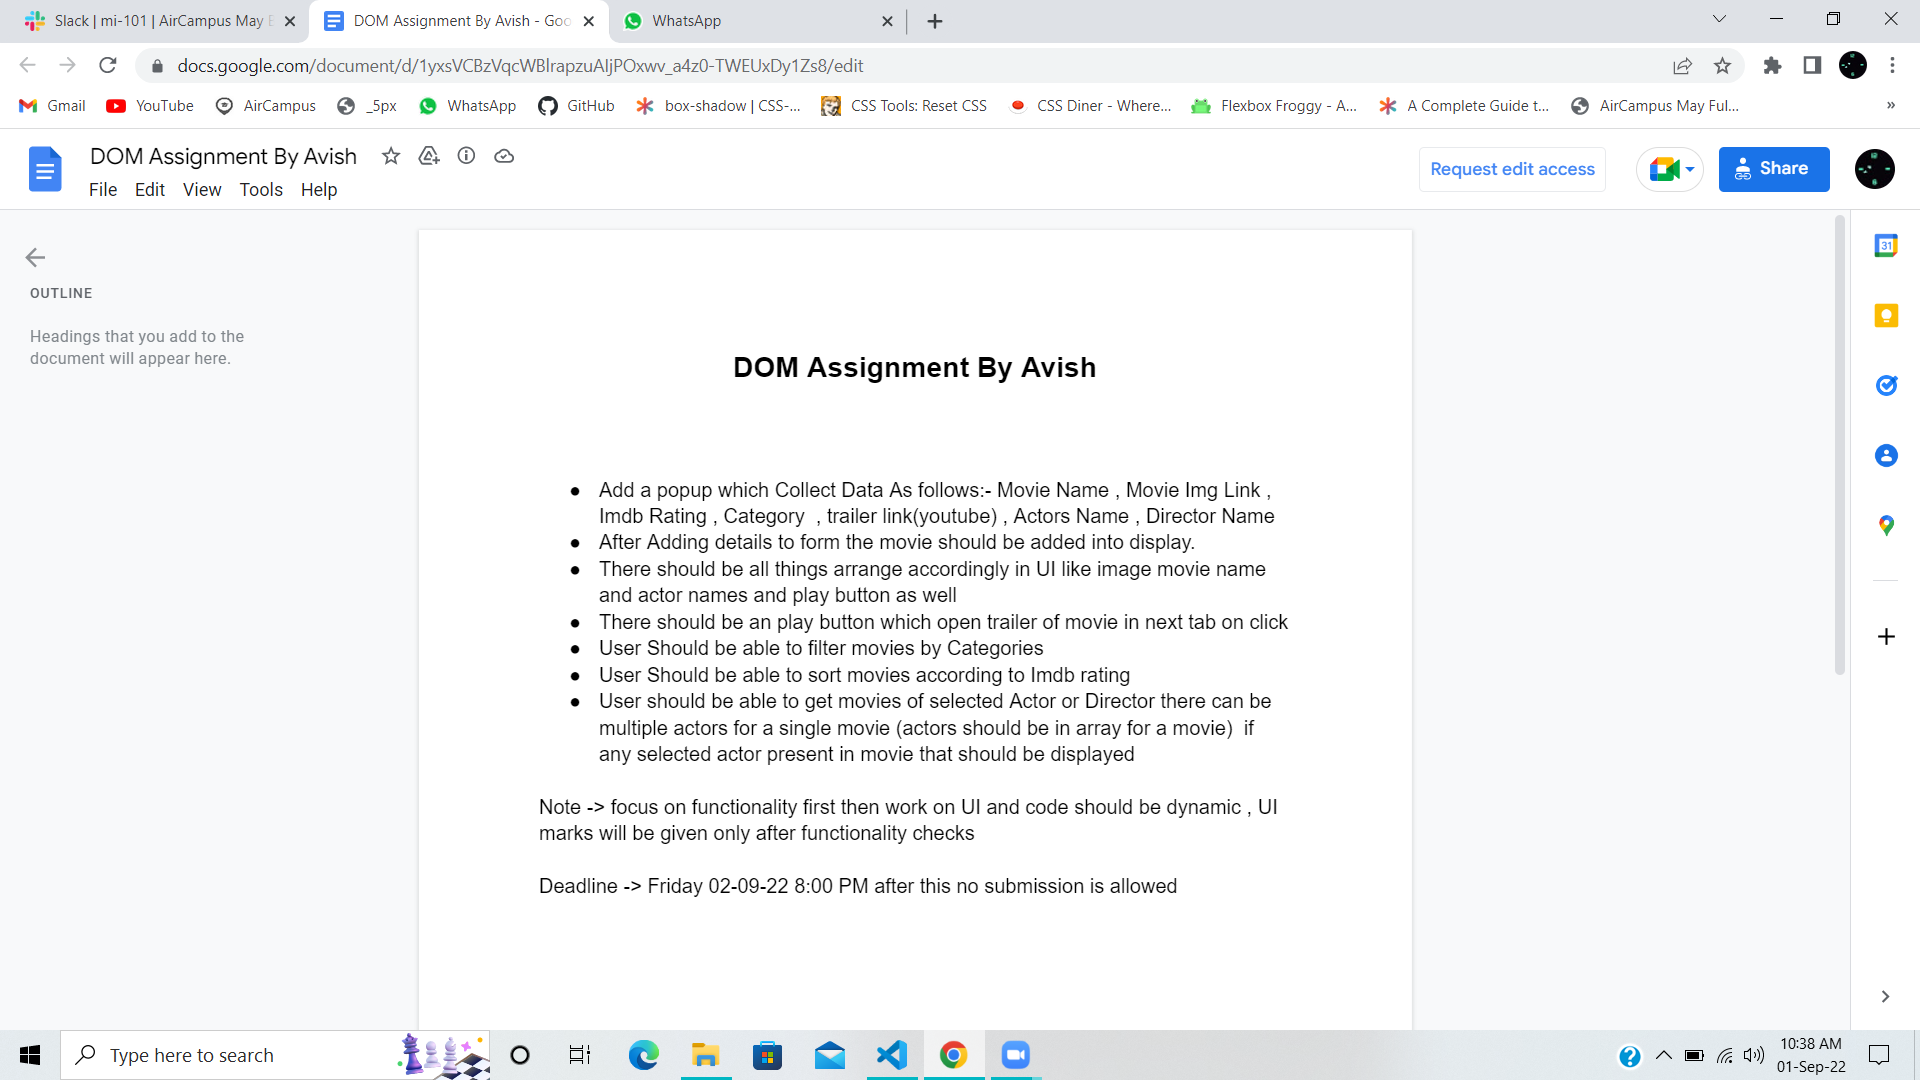 Slack | mi-101 | AirCampus May
DOM Assignment By Avish - Goo
WhatsApp
docs.google.com/document/d/1yxsVCBzVqcWBlrapzuAljPOxwv_a4z0-TWEUxDy1Zs8/edit
Gmail YouTube AirCampus _5px WhatsApp GitHub box-shadow | CSS-... CSS Tools: Reset CSS CSS Diner - Where... Flexbox Froggy - A... A Complete Guide t... AirCampus May Ful... »
DOM Assignment By Avish
File Edit View Tools Help
Request edit access
Share
OUTLINE
Headings that you add to the
document will appear here.
31
DOM Assignment By Avish
● Add a popup which Collect Data As follows:- Movie Name , Movie Img Link ,
Imdb Rating , Category  , trailer link(youtube) , Actors Name , Director Name
● After Adding details to form the movie should be added into display.
● There should be all things arrange accordingly in UI like image movie name
and actor names and play button as well
● There should be an play button which open trailer of movie in next tab on click
● User Should be able to filter movies by Categories
● User Should be able to sort movies according to Imdb rating
● User should be able to get movies of selected Actor or Director there can be
multiple actors for a single movie (actors should be in array for a movie)  if
any selected actor present in movie that should be displayed
Note -> focus on functionality first then work on UI and code should be dynamic , UI
marks will be given only after functionality checks
Deadline -> Friday 02-09-22 8:00 PM after this no submission is allowed
Type here to search
10:38 AM
01-Sep-22